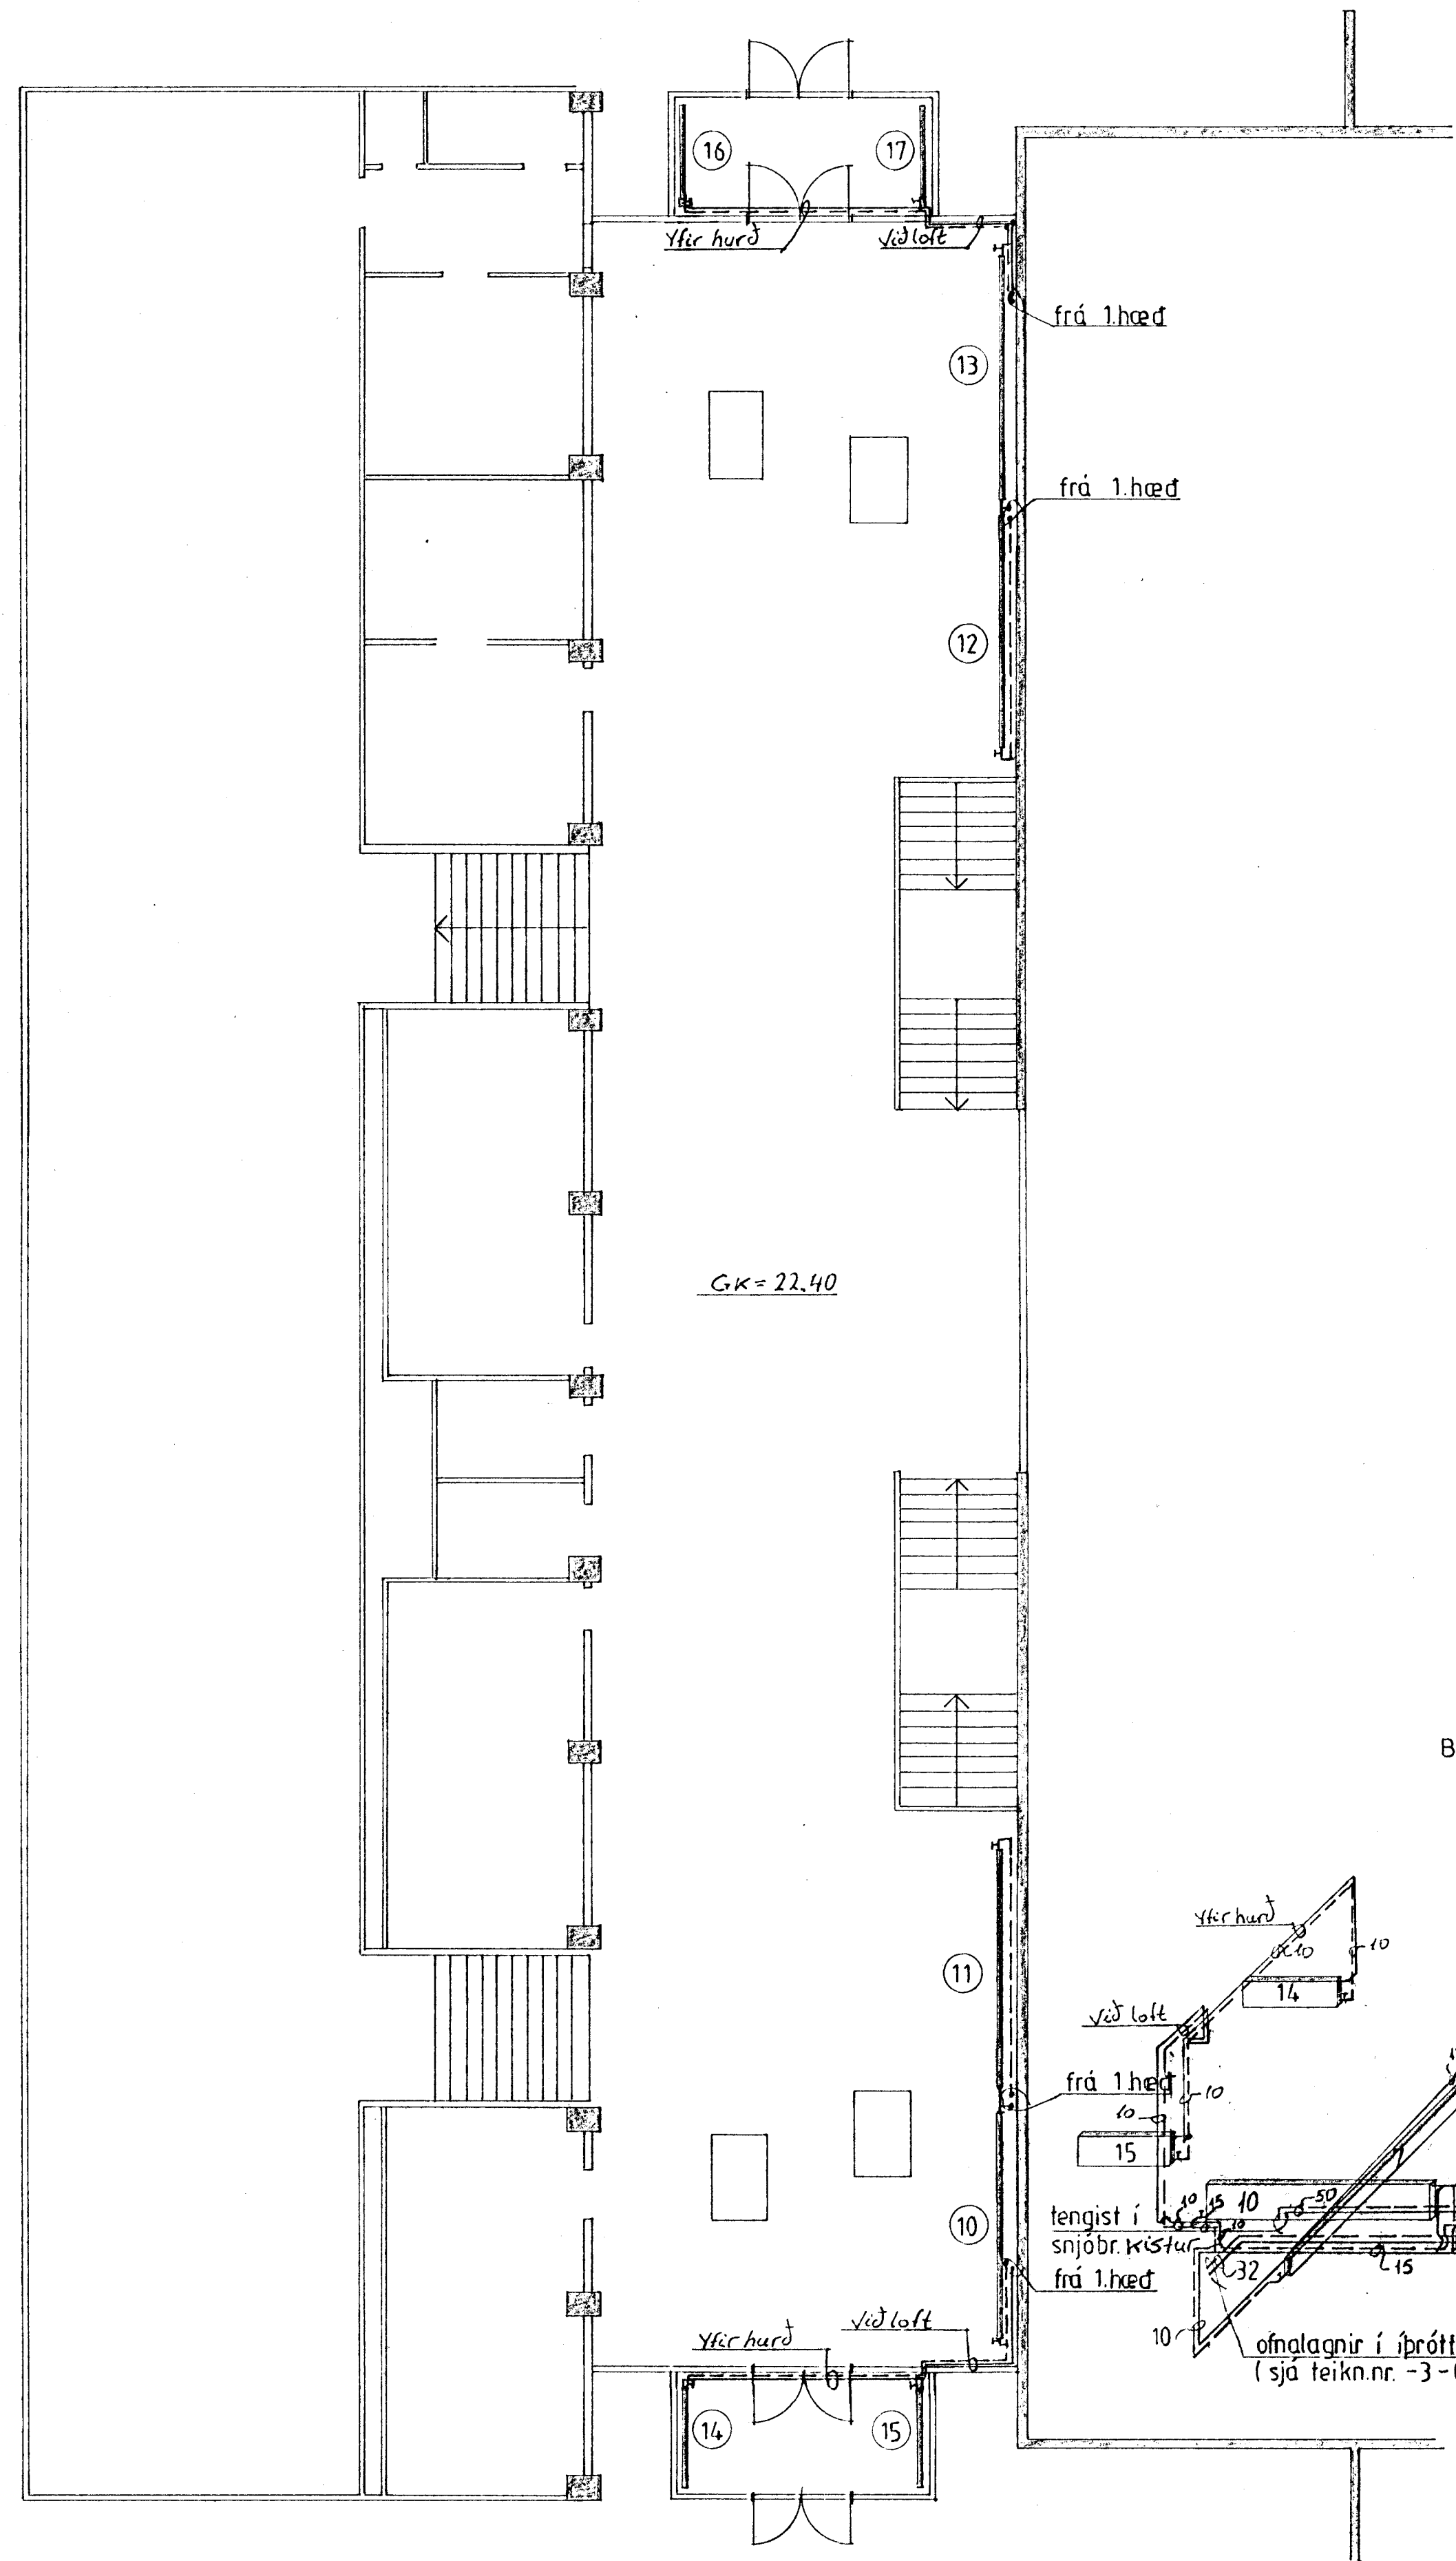 16
17
Yfir hurð
Við loft
frá 1.hæð
13
frá 1.hæð
12
GK = 22.40
B
Yfir hurð
10
10
11
14
Við loft
frá 1.hæð
10
10
15
10
15
10
50
tengist í
snjóbr. kistur
10
10
32
15
frá 1.hæð
Við loft
Yfir hurð
10
ofnalagnir í íþrótt
( sjá teikn.nr. -3-
14
15